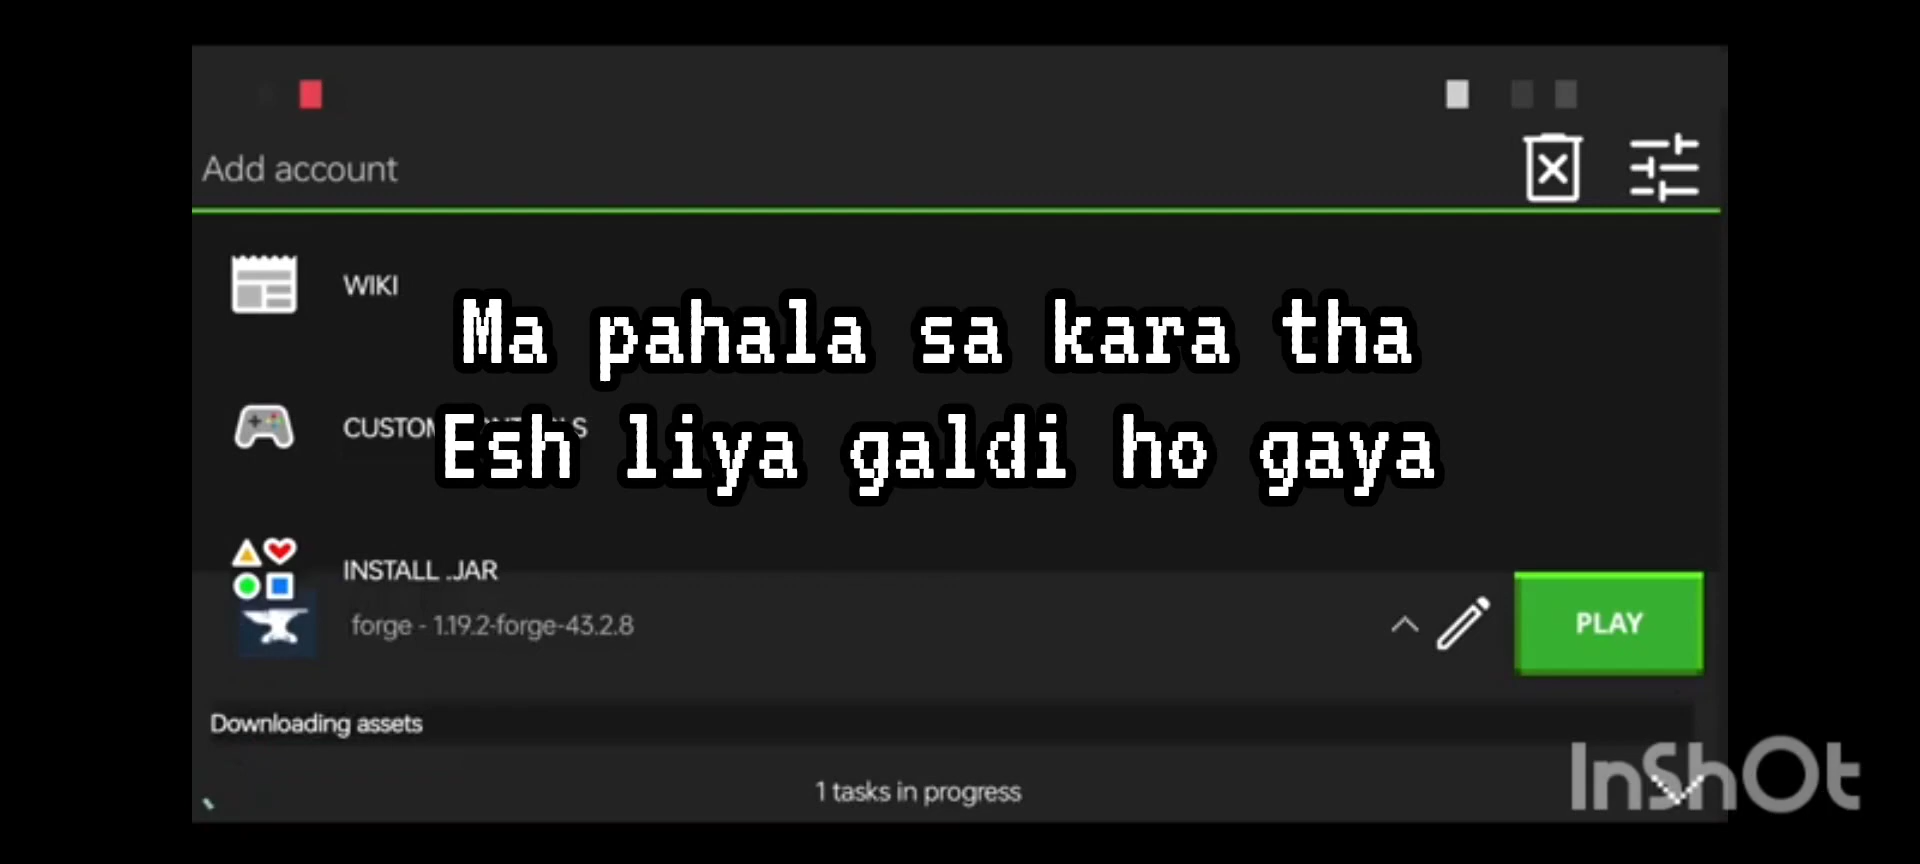 Add account
WIKI
Ma pahala sa kara tha
Esh liya galdi ho gaya
INSTALL .JAR
forge - 1.19.2-forge-43.2.8
PLAY
Downloading assets
1 tasks in progress
InShOt